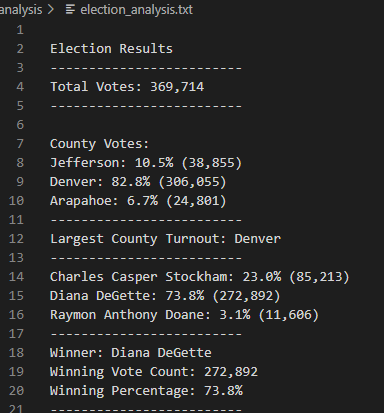 analysis > election_analysis.txt
1
2 Election Results
3 -------------------------
4 Total Votes: 369,714
5 -------------------------
6
7 County Votes:
8 Jefferson: 10.5% (38,855)
9 Denver: 82.8% (306,055)
10 Arapahoe: 6.7% (24,801)
11 -------------------------
12 Largest County Turnout: Denver
13 -------------------------
14 Charles Casper Stockham: 23.0% (85,213)
15 Diana DeGette: 73.8% (272,892)
16 Raymon Anthony Doane: 3.1% (11,606)
17 -------------------------
18 Winner: Diana DeGette
19 Winning Vote Count: 272,892
20 Winning Percentage: 73.8%
21 -------------------------